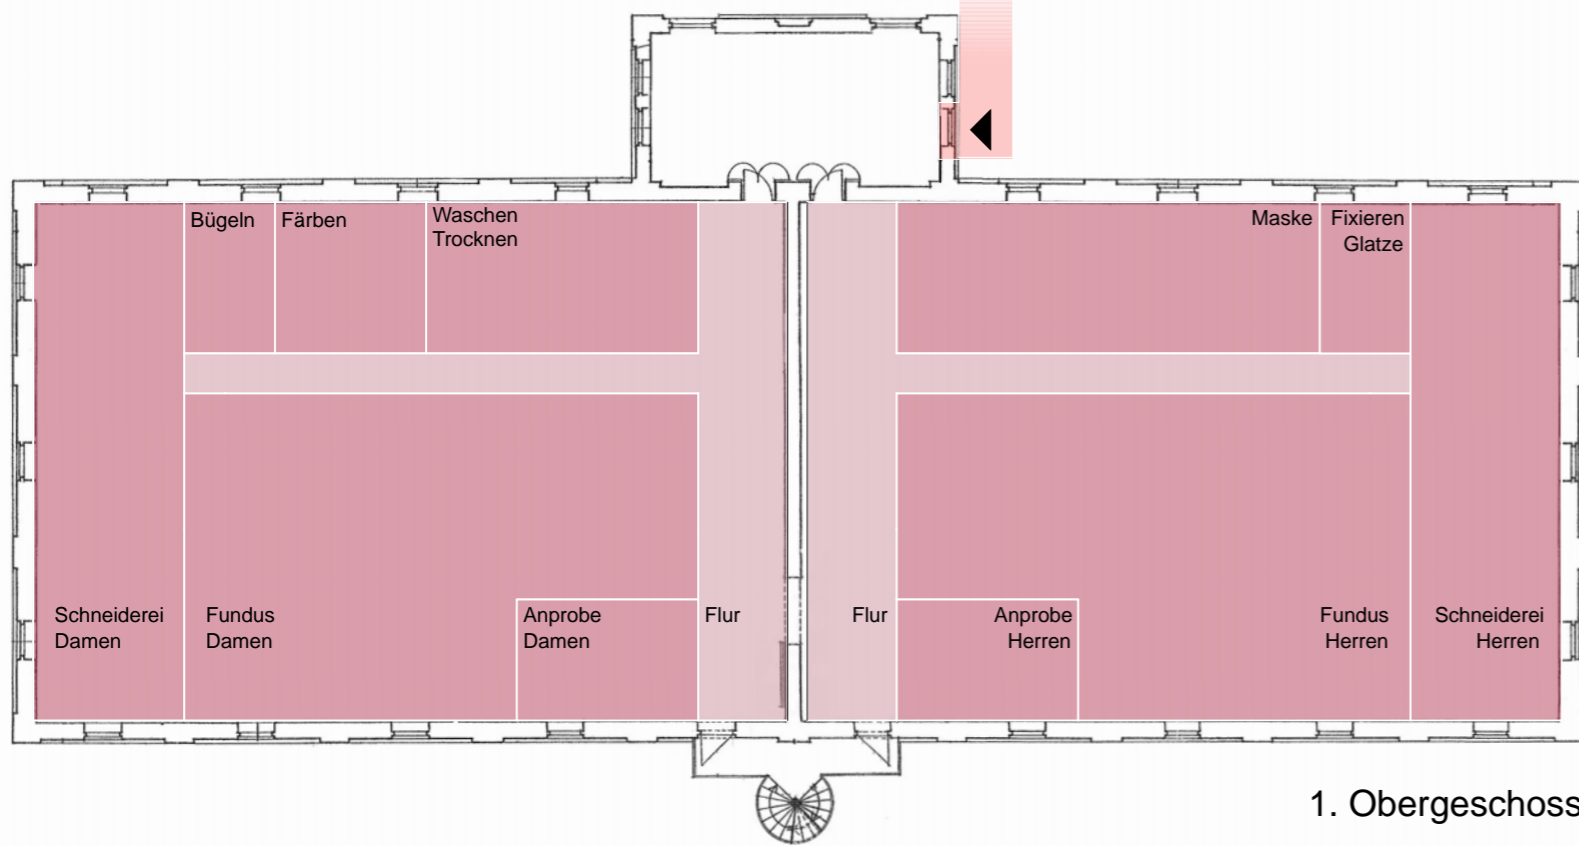 Bügeln
Färben
Waschen
Trocknen
Maske
Fixieren
Glatze
Schneiderei
Damen
Fundus
Damen
Anprobe
Damen
Flur
Flur
Anprobe
Herren
Fundus
Herren
Schneiderei
Herren
1. Obergeschoss